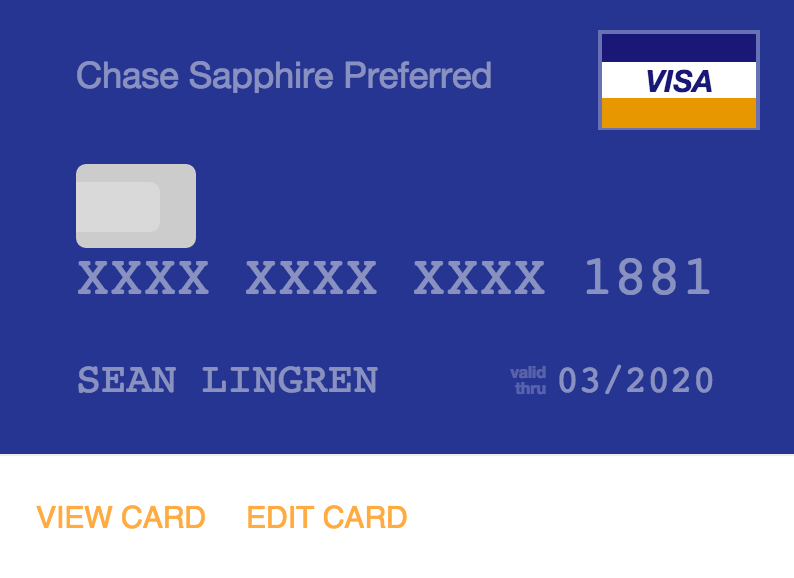 Chase Sapphire Preferred
VISA
XXXX XXXX XXXX 1881
SEAN LINGREN
valid
thru
03/2020
VIEW CARD
EDIT CARD